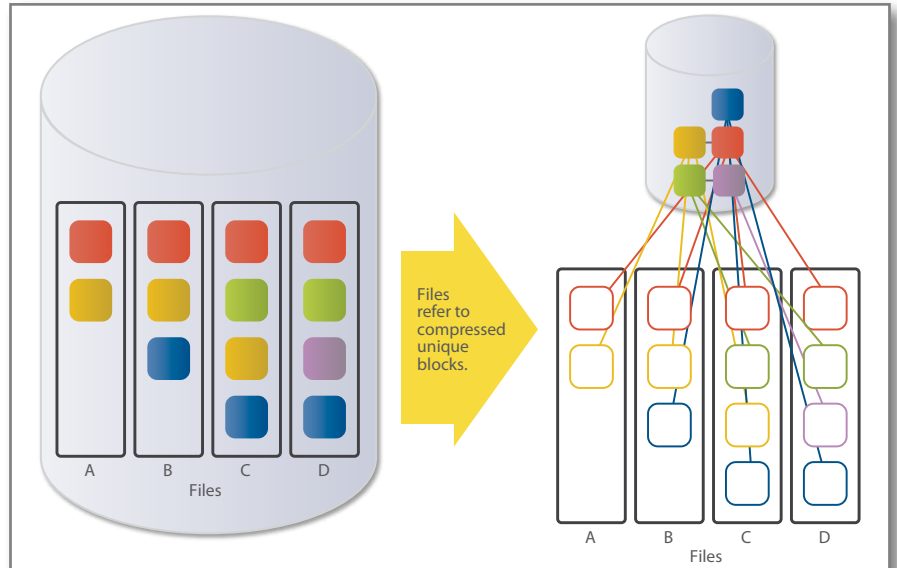 A B C D
Files
Files
refer to
compressed
unique
blocks.
A B C D
Files